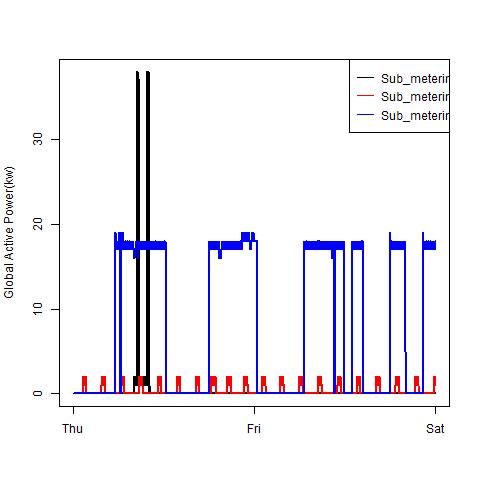 Sub_meterin
Sub_meterin
Sub_meterin
Global Active Power(kw)
30
20
10
0
Thu Fri Sat